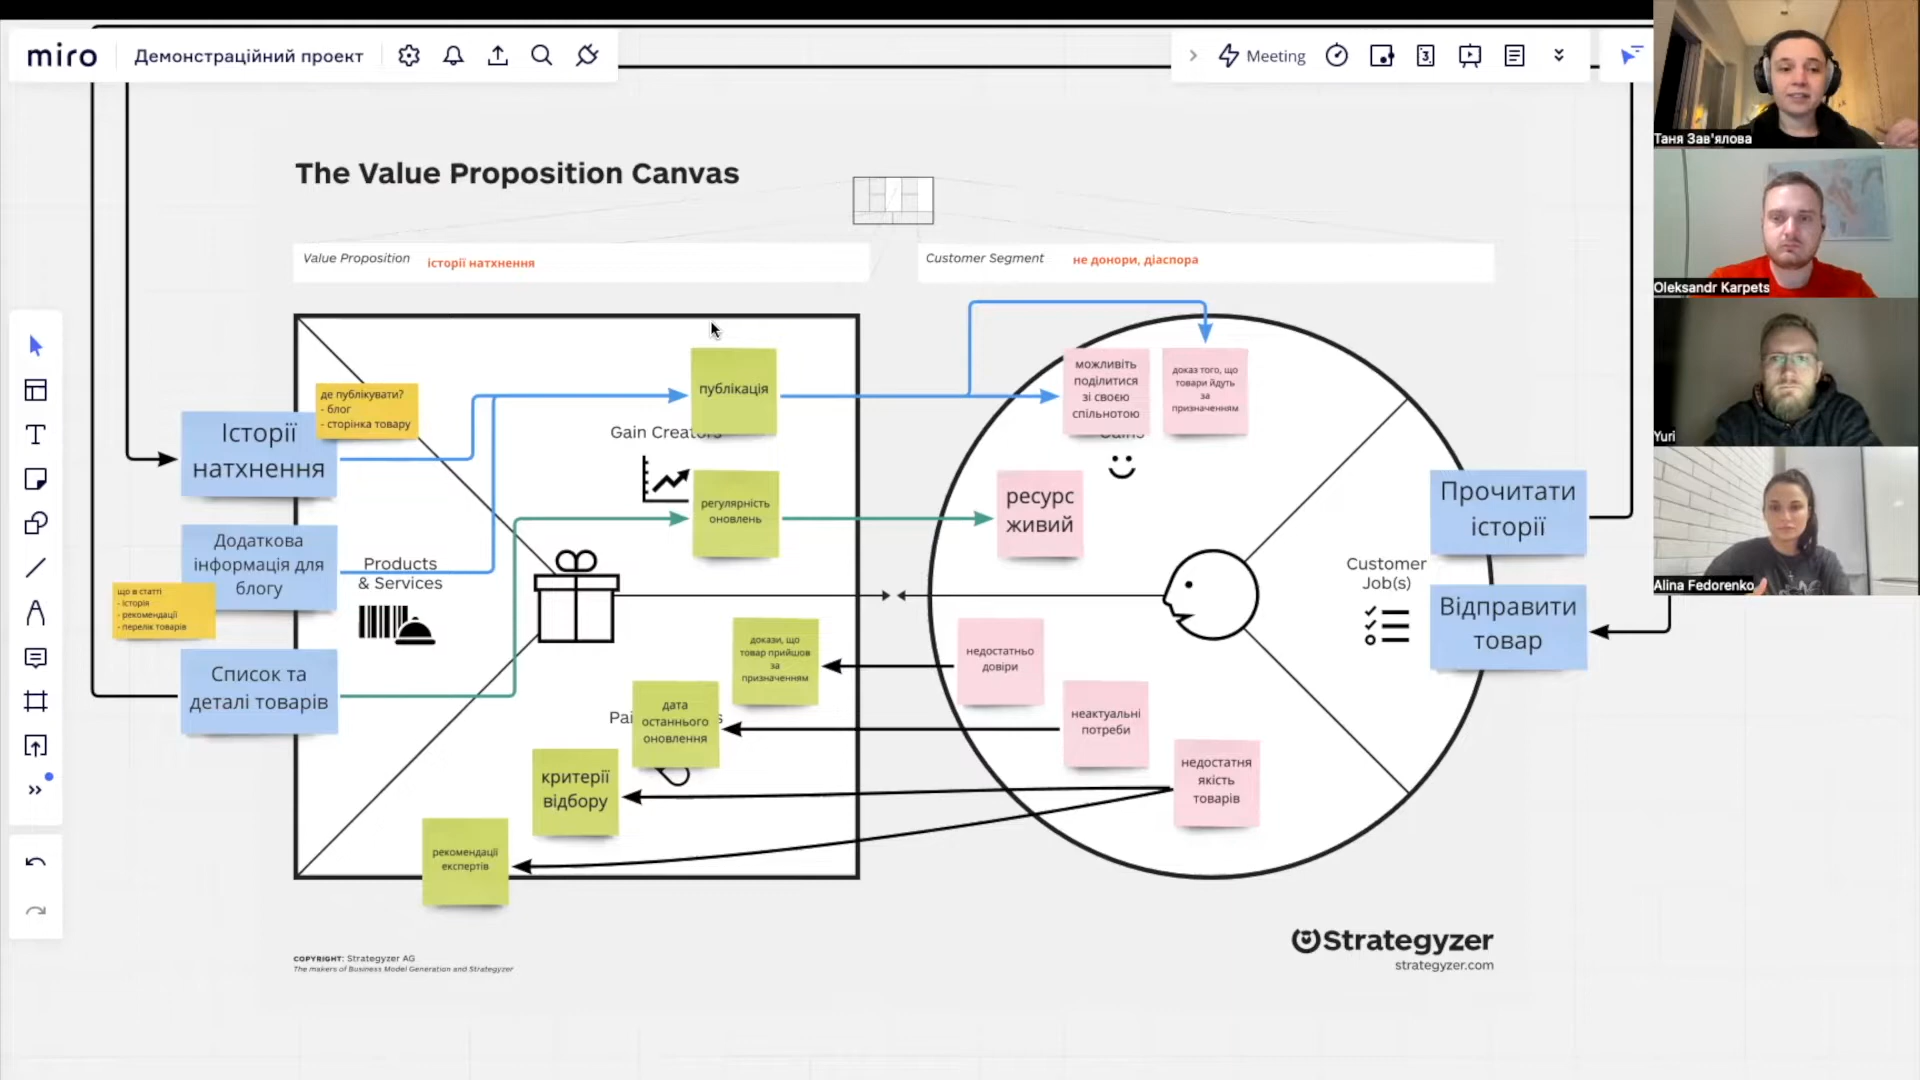 miro
Демонстраційний проект
Meeting
3
The Value Proposition Canvas
Value Proposition
історії натхнення
Customer Segment
не донори, діаспора
де публікувати?
- блог
- сторінка товару
Історії
натхнення
публікація
Gain Creators
можливіть
поділитися
зі своєю
спільнотою
доказ того, що
товари йдуть
за
призначенням
Gains
регулярність
оновлень
ресурс
живий
Прочитати
історії
Додаткова
інформація для
блогу
Products
& Services
Customer
Job(s)
що в статті
- історія
- рекомендації
- перелік товарів
Відправити
товар
Список та
деталі товарів
докази, що
товар прийшов
за
призначенням
недостатньо
довіри
дата
останнього
оновлення
Pai
s
неактуальні
потреби
критерії
відбору
недостатня
якість
товарів
рекомендації
експертів
Strategyzer
strategyzer.com
COPYRIGHT: Strategyzer AG
The makers of Business Model Generation and Strategyzer
Таня Зав'ялова
Oleksandr Karpets
Yuri
Alina Fedorenko